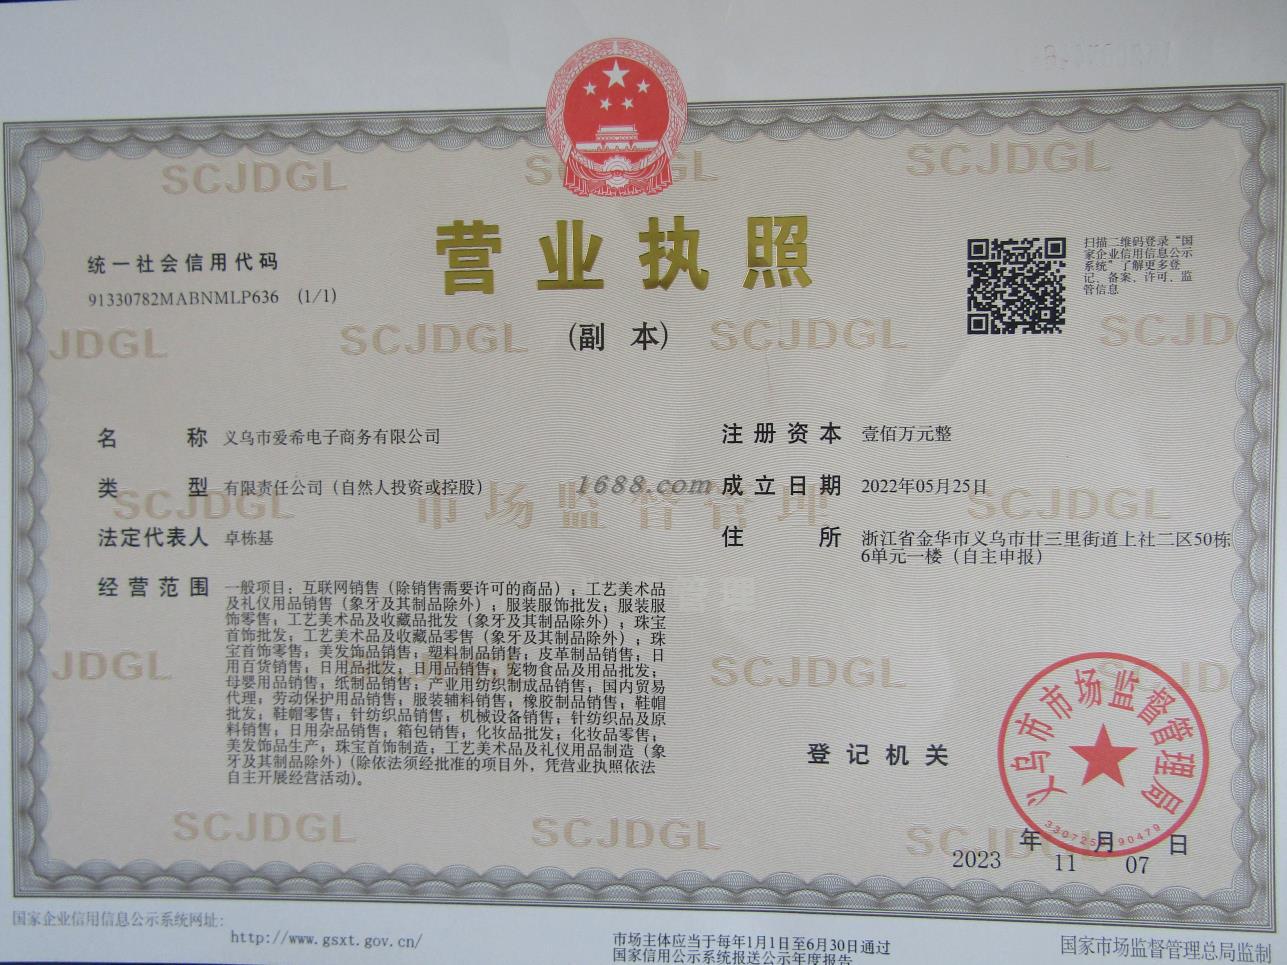 营业执照
(副 本)
统一社会信用代码
91330782MABNMLP636 (1/1)
扫描二维码登录“国
家企业信用信息公示
系统”了解更多登
记、备案、许可、监
管信息
名 称 义乌市爱希电子商务有限公司
类 型 有限责任公司（自然人投资或控股）
法定代表人 卓栋基
经营范围 一般项目：互联网销售（除销售需要许可的商品）；工艺美术品
及礼仪用品销售（象牙及其制品除外）；服装服饰批发；服装服
饰零售；工艺美术品及收藏品批发（象牙及其制品除外）；珠宝
首饰批发；工艺美术品及收藏品零售（象牙及其制品除外）；珠
宝首饰零售；美发饰品销售；塑料制品销售；皮革制品销售；日
用百货销售；日用品批发；日用品销售；宠物食品及用品批发；
母婴用品销售；纸制品销售；产业用纺织制成品销售；国内贸易
代理；劳动保护用品销售；服装辅料销售；橡胶制品销售；鞋帽
批发；鞋帽零售；针纺织品销售；机械设备销售；针纺织品及原
料销售；日用杂品销售；箱包销售；化妆品批发；化妆品零售；
美发饰品生产；珠宝首饰制造；工艺美术品及礼仪用品制造（象
牙及其制品除外）(除依法须经批准的项目外，凭营业执照依法
自主开展经营活动)。
注册资本 壹佰万元整
成立日期 2022年05月25日
住 所 浙江省金华市义乌市廿三里街道上社二区50栋
6单元一楼（自主申报）
1688.com
登记机关
义乌市市场监督管理局
2023 年 11 月 07 日
国家企业信用信息公示系统网址：
http://www.gsxt.gov.cn/
市场主体应当于每年1月1日至6月30日通过
国家信用公示系统报送公示年度报告
国家市场监督管理总局监制
SCJDGL
市场监督管理